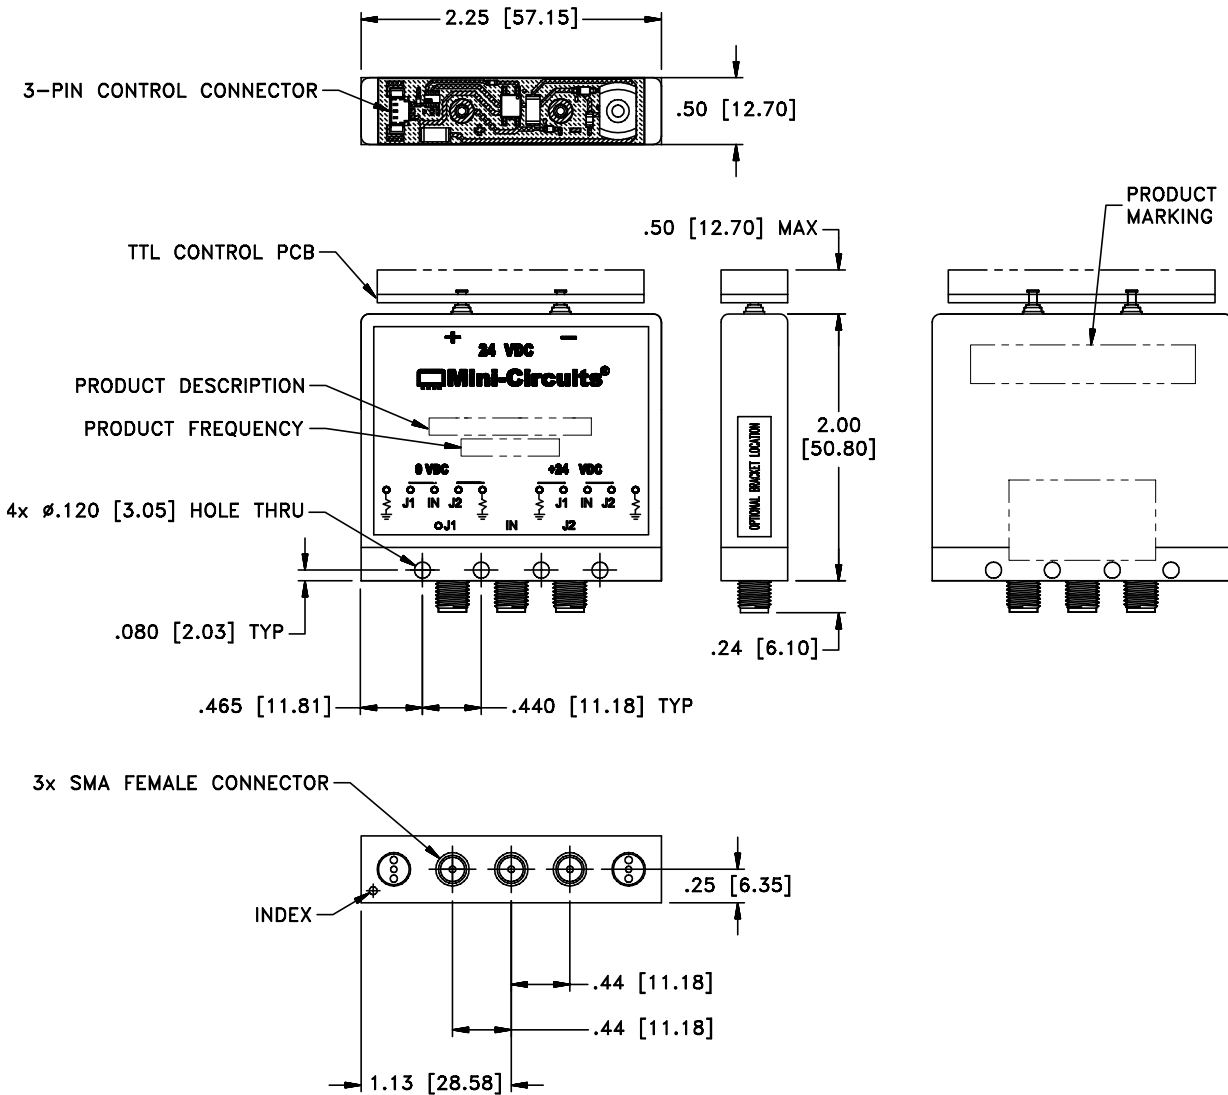 2.25 [57.15]
3-PIN CONTROL CONNECTOR
.50 [12.70]
PRODUCT
MARKING
.50 [12.70] MAX
TTL CONTROL PCB
+ −
24 VDC
Mini-Circuits®
PRODUCT DESCRIPTION
PRODUCT FREQUENCY
2.00
[50.80]
OPTIONAL BRACKET LOCATION
0 VDC +24 VDC
J1 IN J2 J1 IN J2
4x ø.120 [3.05] HOLE THRU
J1 IN J2
.080 [2.03] TYP
.24 [6.10]
.465 [11.81]
.440 [11.18] TYP
3x SMA FEMALE CONNECTOR
.25 [6.35]
INDEX
.44 [11.18]
.44 [11.18]
1.13 [28.58]